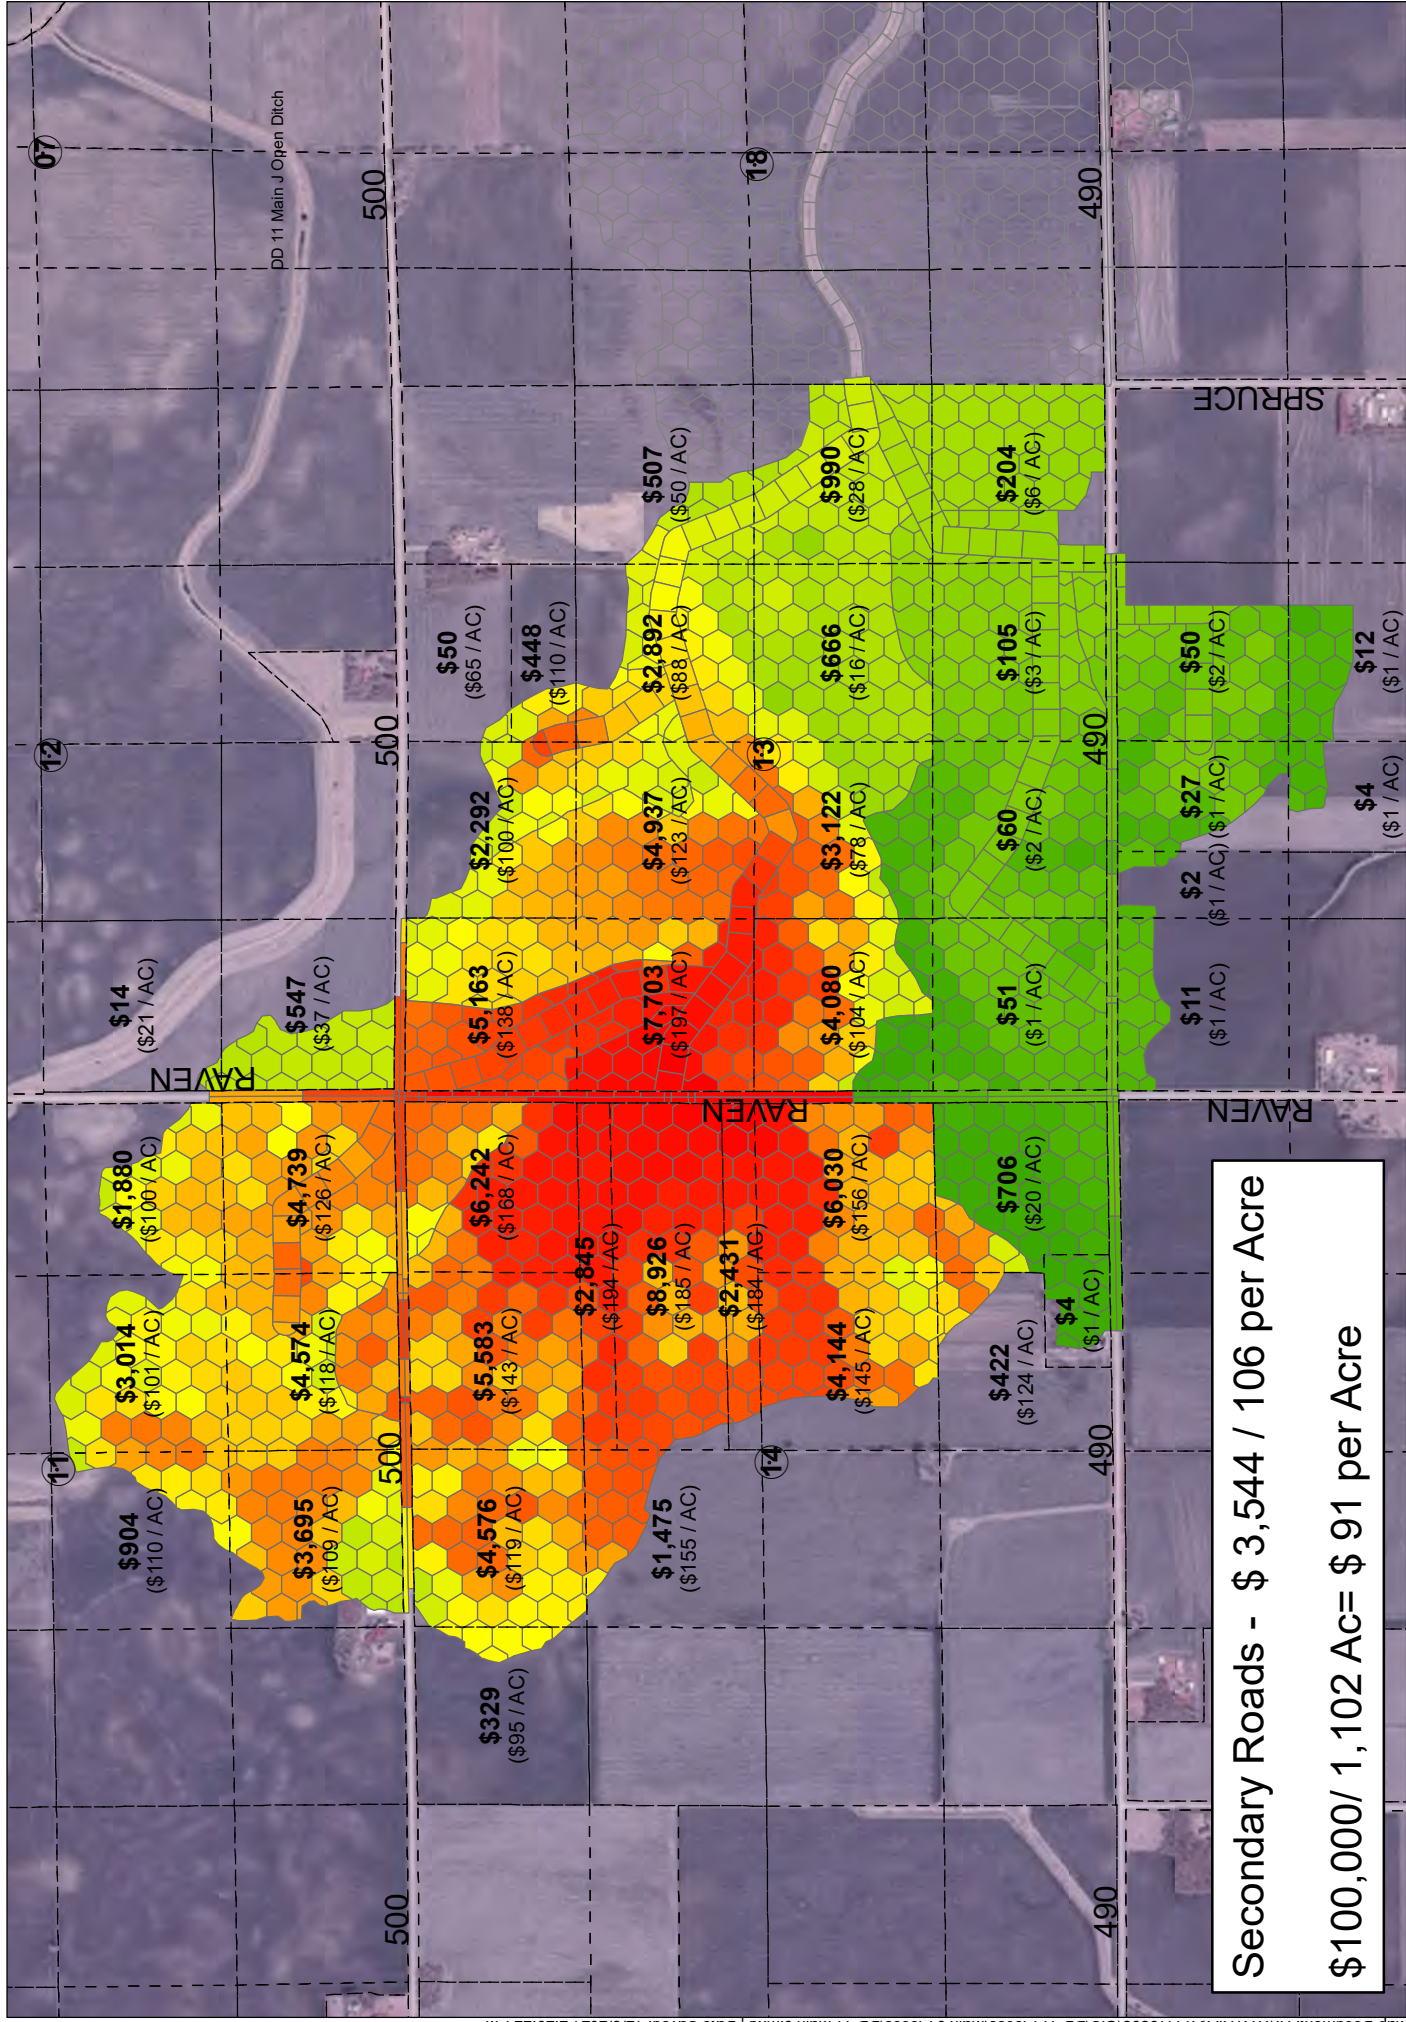 07
DD 11 Main J Open Ditch
500
18
490
SPRUCE
$507
($50 / AC)
$990
($28 / AC)
$204
($6 / AC)
12
500
$50
($65 / AC)
$448
($110 / AC)
$2,892
($88 / AC)
$666
($16 / AC)
$105
($3 / AC)
$50
($2 / AC)
$12
($1 / AC)
13
490
$2,292
($100 / AC)
$4,937
($123 / AC)
$3,122
($78 / AC)
$60
($2 / AC)
$27
($1 / AC)
$4
($1 / AC)
$2
($1 / AC)
$14
($21 / AC)
$547
($37 / AC)
$5,163
($138 / AC)
$7,703
($197 / AC)
$4,080
($104 / AC)
$51
($1 / AC)
$11
($1 / AC)
RAVEN
RAVEN
RAVEN
$1,880
($100 / AC)
$4,739
($126 / AC)
$6,242
($168 / AC)
$2,845
($194 / AC)
$8,926
($185 / AC)
$2,431
($184 / AC)
$6,030
($156 / AC)
$706
($20 / AC)
$4
($1 / AC)
$3,014
($101 / AC)
$4,574
($118 / AC)
$5,583
($143 / AC)
$4,144
($145 / AC)
$422
($124 / AC)
11
500
14
490
$904
($110 / AC)
$3,695
($109 / AC)
$4,576
($119 / AC)
$1,475
($155 / AC)
$329
($95 / AC)
500
490
Secondary Roads - $ 3,544 / 106 per Acre
$100,000/ 1,102 Ac= $ 91 per Acre